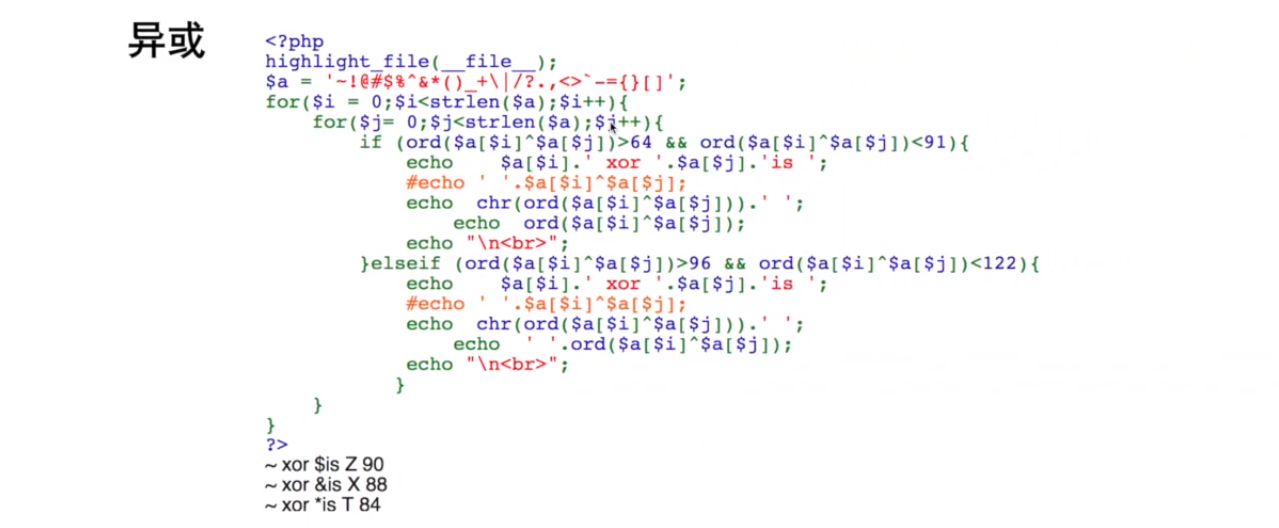 异或
<?php
highlight_file(__file__);
$a = '~!@#$%^&*()_+\|/?.,<>`-={}[]';
for($i = 0;$i<strlen($a);$i++){
    for($j= 0;$j<strlen($a);$j++){
        if (ord($a[$i]^$a[$j])>64 && ord($a[$i]^$a[$j])<91){
            echo    $a[$i].' xor '.$a[$j].'is ';
            #echo ' '.$a[$i]^$a[$j];
            echo  chr(ord($a[$i]^$a[$j])).' ';
                echo  ord($a[$i]^$a[$j]);
            echo "\n<br>";
        }elseif (ord($a[$i]^$a[$j])>96 && ord($a[$i]^$a[$j])<122){
            echo    $a[$i].' xor '.$a[$j].'is ';
            #echo ' '.$a[$i]^$a[$j];
            echo  chr(ord($a[$i]^$a[$j])).' ';
                echo  ' '.ord($a[$i]^$a[$j]);
            echo "\n<br>";
           }
    }
}
?>
~ xor $is Z 90
~ xor &is X 88
~ xor *is T 84